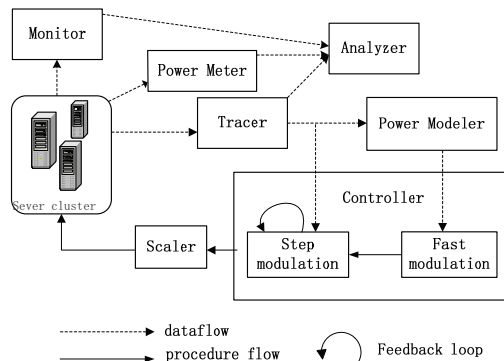 Monitor
Analyzer
Power Meter
Tracer
Power Modeler
Sever cluster
Controller
Scaler
Step
modulation
Fast
modulation
dataflow
procedure flow
Feedback loop